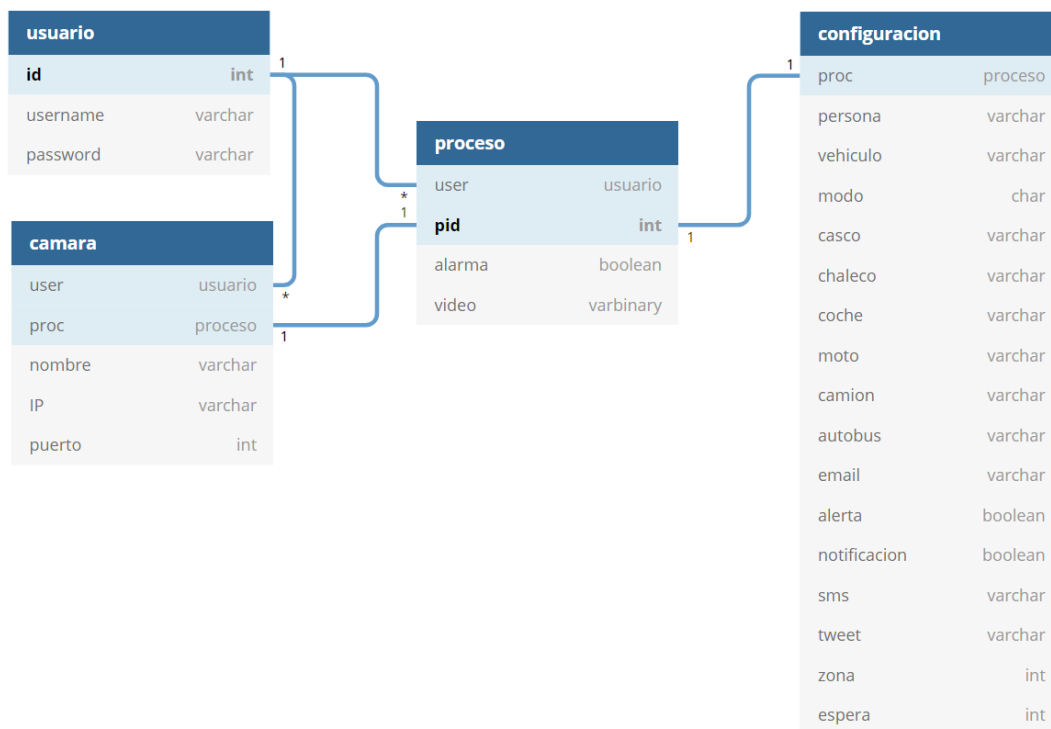 usuario
id int
username varchar
password varchar
1
*
camara
user usuario
proc proceso
nombre varchar
IP varchar
puerto int
*
1
proceso
user usuario
pid int
alarma boolean
video varbinary
1
1
configuracion
1
proc proceso
persona varchar
vehiculo varchar
modo char
casco varchar
chaleco varchar
coche varchar
moto varchar
camion varchar
autobus varchar
email varchar
alerta boolean
notificacion boolean
sms varchar
tweet varchar
zona int
espera int